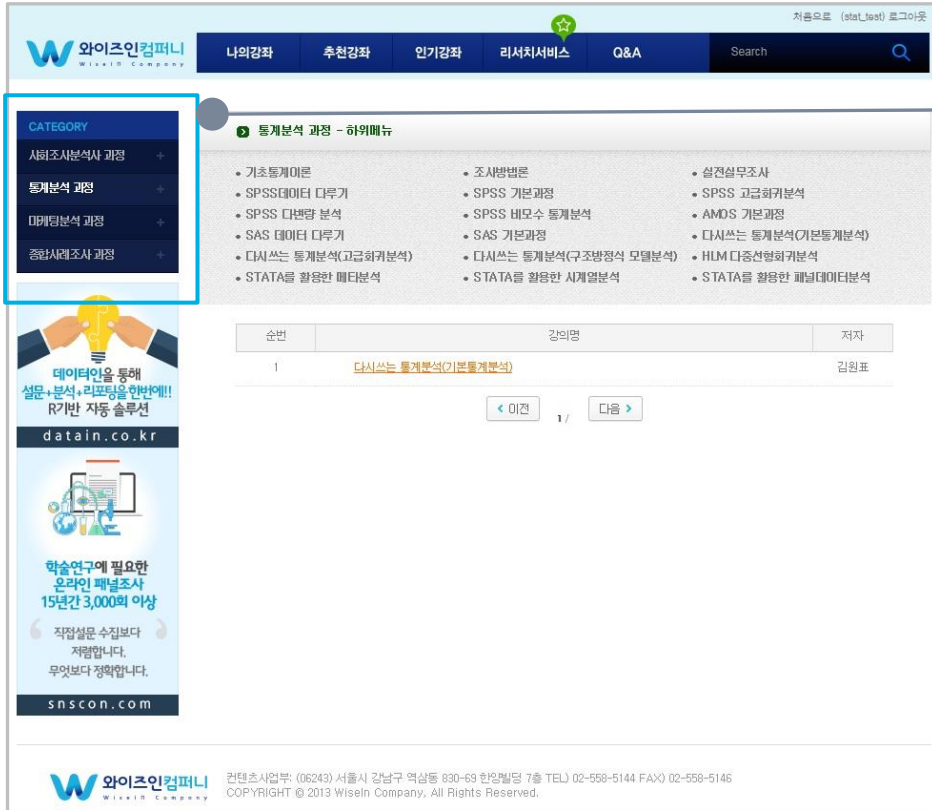 처음으로 (stat_test) 로그아웃
와이즈인컴퍼니
WiseIn Company
나의강좌 추천강좌 인기강좌 리서치서비스 Q&A Search
CATEGORY
사회조사분석사 과정 +
통계분석 과정 +
마케팅분석 과정 +
종합사례조사 과정 +
통계분석 과정 - 하위메뉴
• 기초통계이론 • 조사방법론 • 실전실무조사
• SPSS데이터 다루기 • SPSS 기본과정 • SPSS 고급회귀분석
• SPSS 다변량 분석 • SPSS 비모수 통계분석 • AMOS 기본과정
• SAS 데이터 다루기 • SAS 기본과정 • 다시쓰는 통계분석(기본통계분석)
• 다시쓰는 통계분석(고급회귀분석) • 다시쓰는 통계분석(구조방정식 모델분석) • HLM 다중선형회귀분석
• STATA를 활용한 메타분석 • STATA를 활용한 시계열분석 • STATA를 활용한 패널데이터분석
순번 강의명 저자
1 다시쓰는 통계분석(기본통계분석) 김원표
이전 1 / 다음
데이터인을 통해
설문+분석+리포팅을한번에!!
R기반 자동 솔루션
datain.co.kr
학술연구에 필요한
온라인 패널조사
15년간 3,000회 이상
직접설문 수집보다
저렴합니다.
무엇보다 정확합니다.
snscon.com
와이즈인컴퍼니
WiseIn Company
컨텐츠사업부: (06243) 서울시 강남구 역삼동 830-69 한양빌딩 7층 TEL) 02-558-5144 FAX) 02-558-5146
COPYRIGHT @ 2013 WiseIn Company, All Rights Reserved.